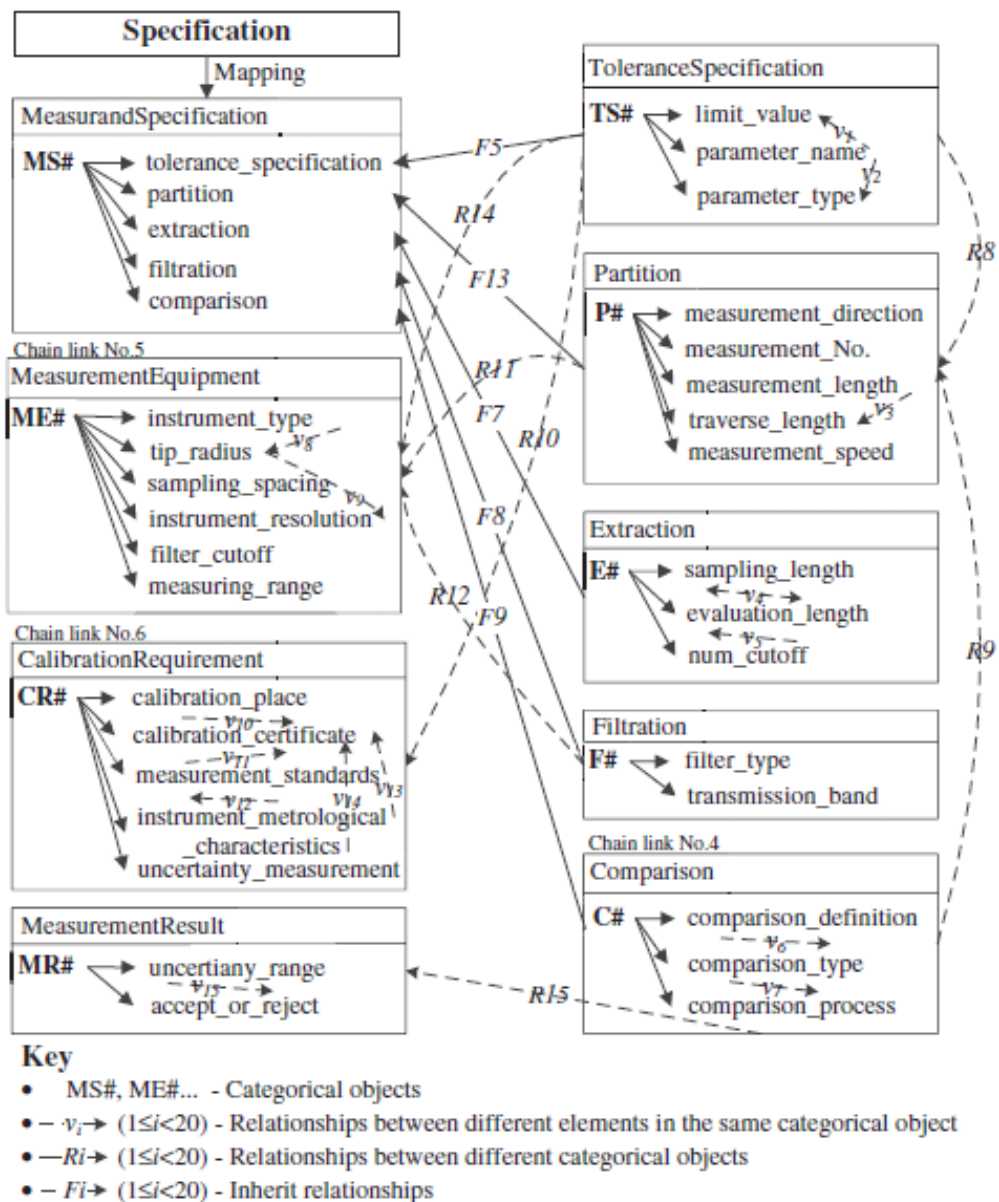 Specification
Mapping
MeasurandSpecification
MS#
tolerance_specification
partition
extraction
filtration
comparison
Chain link No.5
MeasurementEquipment
ME#
instrument_type
v8
tip_radius
sampling_spacing
v9
instrument_resolution
filter_cutoff
measuring_range
Chain link No.6
CalibrationRequirement
CR#
calibration_place
v10
calibration_certificate
v11
measurement_standards
v12
v14
v13
instrument_metrological
_characteristics
uncertainty_measurement
MeasurementResult
MR#
uncertiany_range
v15
accept_or_reject
F5
R14
F13
R11
F7
R10
F8
R12
F9
R15
ToleranceSpecification
TS#
limit_value
v1
parameter_name
v2
parameter_type
R8
Partition
P#
measurement_direction
measurement_No.
measurement_length
v3
traverse_length
measurement_speed
Extraction
E#
sampling_length
v4
evaluation_length
v5
num_cutoff
R9
Filtration
F#
filter_type
transmission_band
Chain link No.4
Comparison
C#
comparison_definition
v6
comparison_type
v7
comparison_process
Key
• MS#, ME#... - Categorical objects
• – ·vi→ (1≤i<20) - Relationships between different elements in the same categorical object
• —Ri→ (1≤i<20) - Relationships between different categorical objects
• – Fi→ (1≤i<20) - Inherit relationships